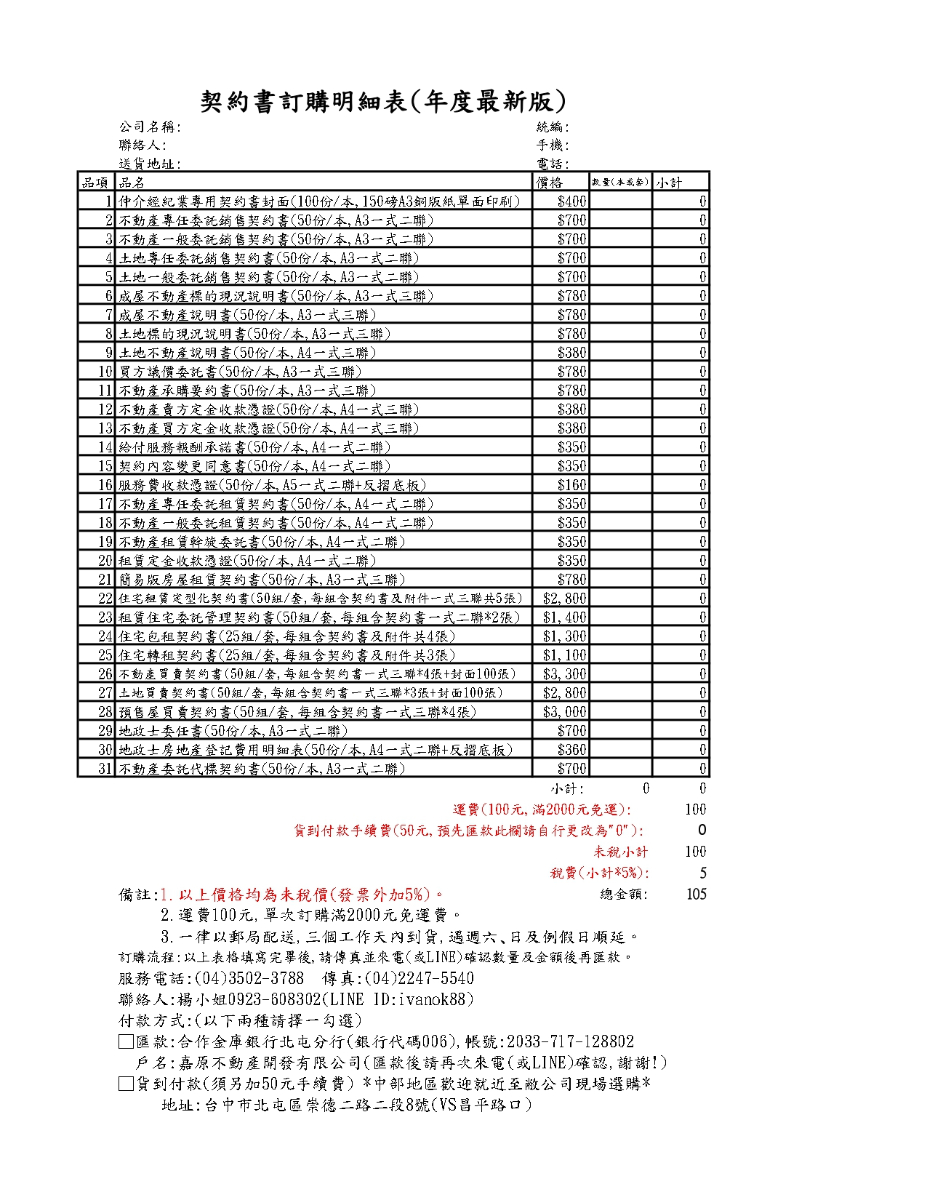 契約書訂購明細表(年度最新版)
公司名稱: 統編:
聯絡人: 手機:
送貨地址: 電話:
品項 品名 價格 數量(本或套) 小計
1 仲介經紀業專用契約書封面(100份/本,150磅A3銅版紙單面印刷) $400 0
2 不動產專任委託銷售契約書(50份/本,A3一式二聯) $700 0
3 不動產一般委託銷售契約書(50份/本,A3一式二聯) $700 0
4 土地專任委託銷售契約書(50份/本,A3一式二聯) $700 0
5 土地一般委託銷售契約書(50份/本,A3一式二聯) $700 0
6 成屋不動產標的現況說明書(50份/本,A3一式三聯) $780 0
7 成屋不動產說明書(50份/本,A3一式三聯) $780 0
8 土地標的現況說明書(50份/本,A3一式三聯) $780 0
9 土地不動產說明書(50份/本,A4一式三聯) $380 0
10 買方議價委託書(50份/本,A3一式三聯) $780 0
11 不動產承購要約書(50份/本,A3一式三聯) $780 0
12 不動產賣方定金收款憑證(50份/本,A4一式三聯) $380 0
13 不動產買方定金收款憑證(50份/本,A4一式三聯) $380 0
14 給付服務報酬承諾書(50份/本,A4一式二聯) $350 0
15 契約內容變更同意書(50份/本,A4一式二聯) $350 0
16 服務費收款憑證(50份/本,A5一式二聯+反摺底板) $160 0
17 不動產專任委託租賃契約書(50份/本,A4一式二聯) $350 0
18 不動產一般委託租賃契約書(50份/本,A4一式二聯) $350 0
19 不動產租賃斡旋委託書(50份/本,A4一式二聯) $350 0
20 租賃定金收款憑證(50份/本,A4一式二聯) $350 0
21 簡易版房屋租賃契約書(50份/本,A3一式三聯) $780 0
22 住宅租賃定型化契約書(50組/套,每組含契約書及附件一式三聯共5張) $2,800 0
23 租賃住宅委託管理契約書(50組/套,每組含契約書一式二聯*2張) $1,400 0
24 住宅包租契約書(25組/套,每組含契約書及附件共4張) $1,300 0
25 住宅轉租契約書(25組/套,每組含契約書及附件共3張) $1,100 0
26 不動產買賣契約書(50組/套,每組含契約書一式三聯*4張+封面100張) $3,300 0
27 土地買賣契約書(50組/套,每組含契約書一式三聯*3張+封面100張) $2,800 0
28 預售屋買賣契約書(50組/套,每組含契約書一式三聯*4張) $3,000 0
29 地政士委任書(50份/本,A3一式二聯) $700 0
30 地政士房地產登記費用明細表(50份/本,A4一式二聯+反摺底板) $360 0
31 不動產委託代標契約書(50份/本,A3一式二聯) $700 0
小計: 0 0
運費(100元,滿2000元免運): 100
貨到付款手續費(50元,預先匯款此欄請自行更改為"0"): 0
未稅小計 100
稅費(小計*5%): 5
備註:1.以上價格均為未稅價(發票外加5%)。 總金額: 105
2.運費100元,單次訂購滿2000元免運費。
3.一律以郵局配送,三個工作天內到貨,遇週六、日及例假日順延。
訂購流程:以上表格填寫完畢後,請傳真並來電(或LINE)確認數量及金額後再匯款。
服務電話:(04)3502-3788 傳真:(04)2247-5540
聯絡人:楊小姐0923-608302(LINE ID:ivanok88)
付款方式:(以下兩種請擇一勾選)
□匯款:合作金庫銀行北屯分行(銀行代碼006),帳號:2033-717-128802
戶名:嘉原不動產開發有限公司(匯款後請再次來電(或LINE)確認,謝謝!)
□貨到付款(須另加50元手續費) *中部地區歡迎就近至敝公司現場選購*
地址:台中市北屯區崇德二路二段8號(VS昌平路口)